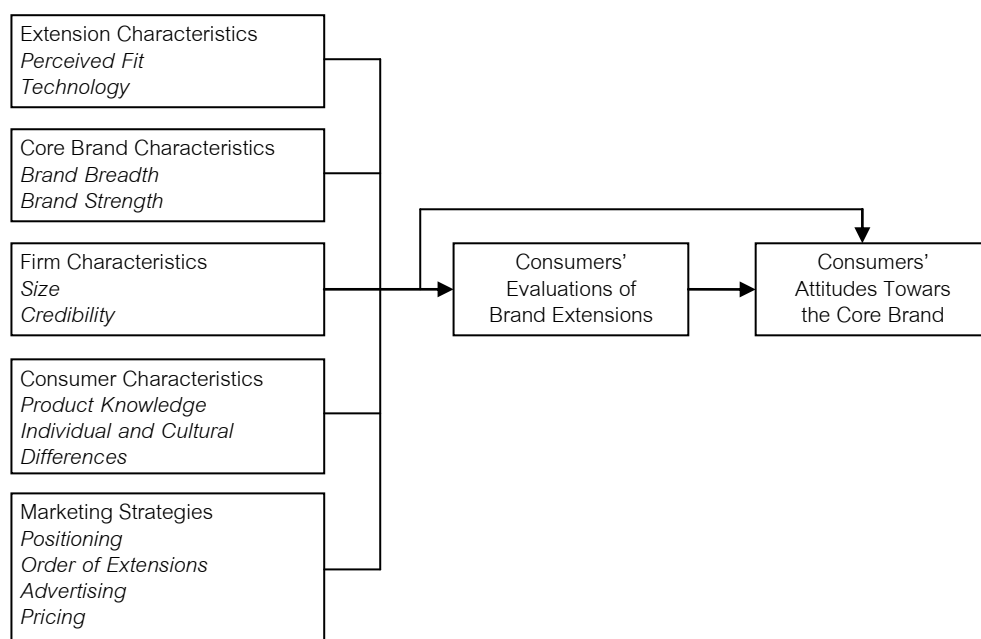 Extension Characteristics
Perceived Fit
Technology
Core Brand Characteristics
Brand Breadth
Brand Strength
Firm Characteristics
Size
Credibility
Consumer Characteristics
Product Knowledge
Individual and Cultural
Differences
Marketing Strategies
Positioning
Order of Extensions
Advertising
Pricing
Consumers’
Evaluations of
Brand Extensions
Consumers’
Attitudes Towars
the Core Brand